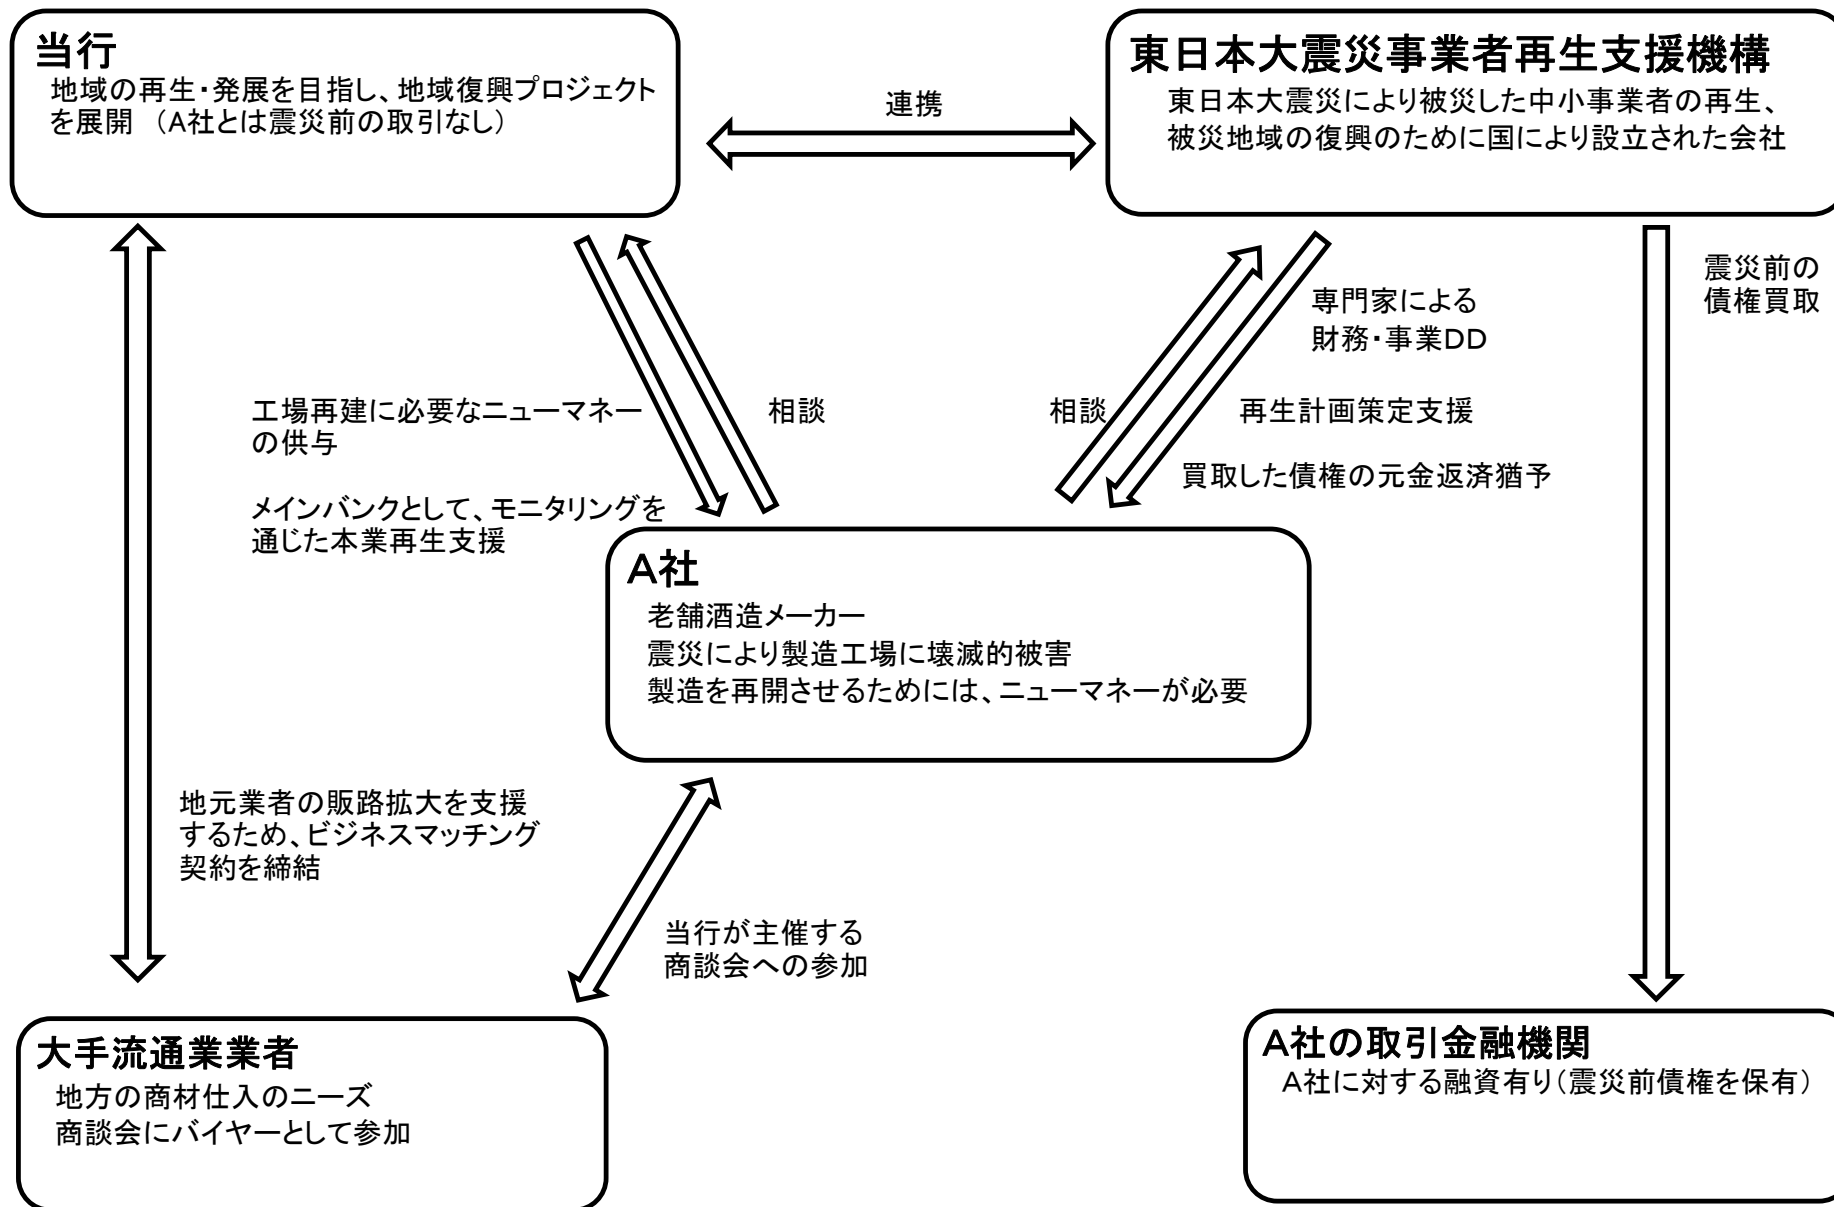 当行
地域の再生・発展を目指し、地域復興プロジェクト
を展開 （A社とは震災前の取引なし）
連携
東日本大震災事業者再生支援機構
東日本大震災により被災した中小事業者の再生、
被災地域の復興のために国により設立された会社
震災前の
債権買取
専門家による
財務・事業DD
工場再建に必要なニューマネー
の供与
相談
相談
再生計画策定支援
買取した債権の元金返済猶予
メインバンクとして、モニタリングを
通じた本業再生支援
A社
老舗酒造メーカー
震災により製造工場に壊滅的被害
製造を再開させるためには、ニューマネーが必要
地元業者の販路拡大を支援
するため、ビジネスマッチング
契約を締結
当行が主催する
商談会への参加
大手流通業業者
地方の商材仕入のニーズ
商談会にバイヤーとして参加
A社の取引金融機関
A社に対する融資有り（震災前債権を保有）